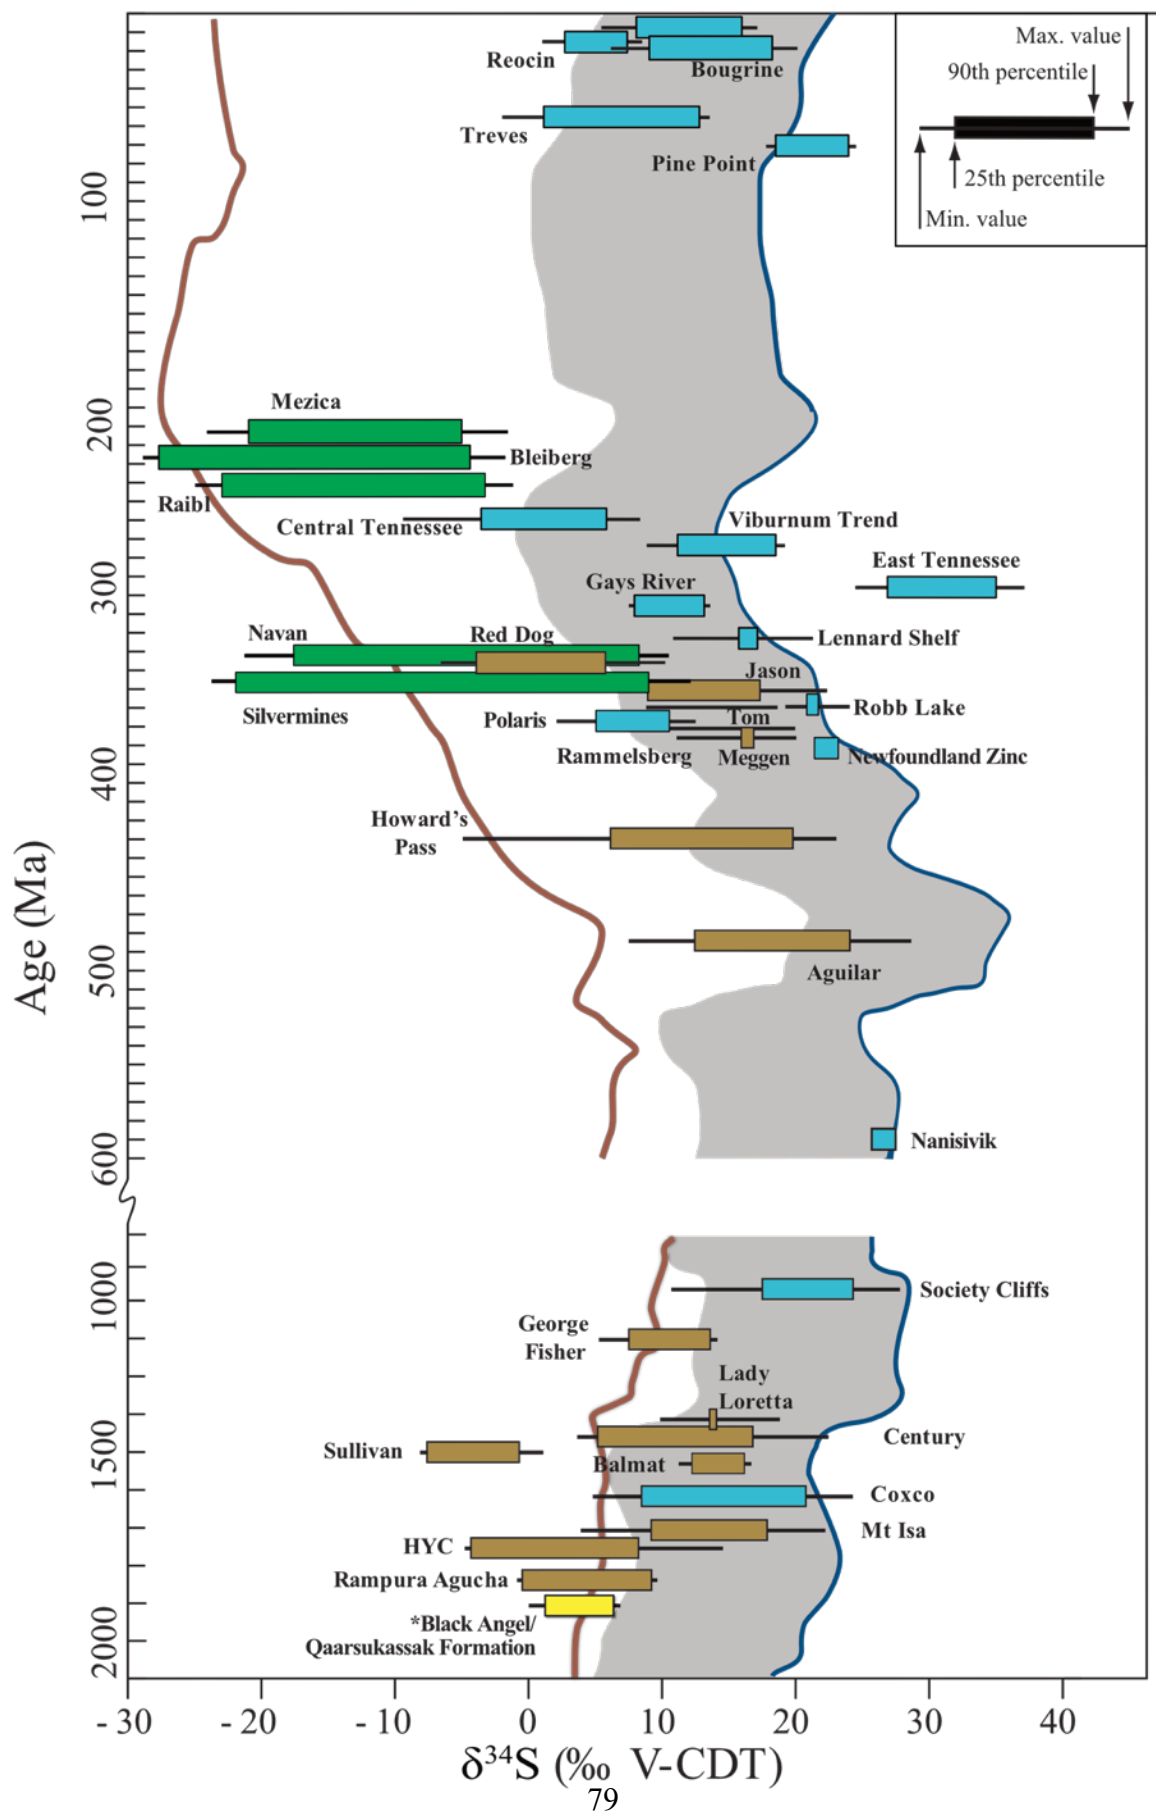 Max. value
90th percentile
25th percentile
Min. value
Reocin
Bougrine
Treves
Pine Point
100
Mezica
200
Bleiberg
Raibl
Central Tennessee
Viburnum Trend
East Tennessee
Gays River
300
Navan
Red Dog
Lennard Shelf
Jason
Silvermines
Polaris
Tom
Robb Lake
Rammelsberg
Meggen
Newfoundland Zinc
400
Howard's
Pass
Age (Ma)
Aguilar
500
Nanisivik
600
Society Cliffs
1000
George
Fisher
Lady
Loretta
Century
Sullivan
1500
Balmat
Coxco
Mt Isa
HYC
Rampura Agucha
*Black Angel/
Qaarsukassak Formation
2000
- 30 - 20 - 10 0 10 20 30 40
δ³⁴S (‰ V-CDT)
79